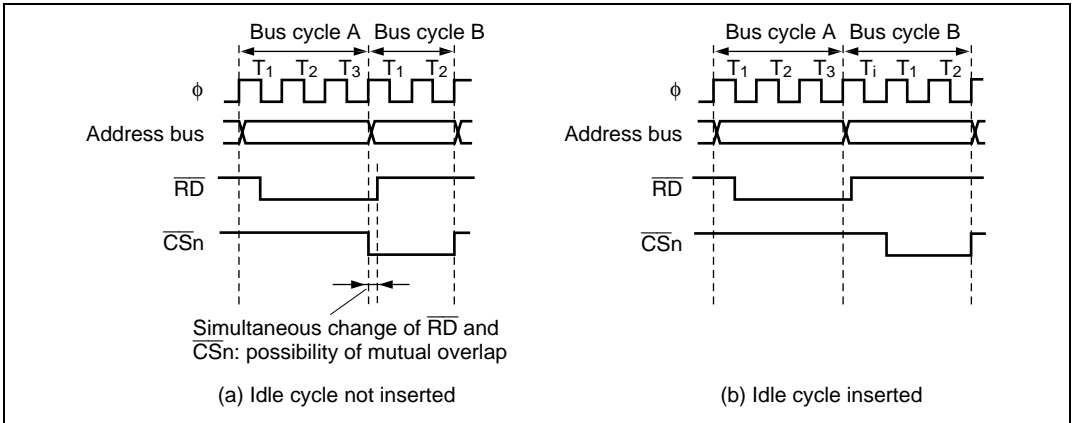 Bus cycle A Bus cycle B
T1 T2 T3 T1 T2
φ
Address bus
RD
CSn
Simultaneous change of RD and
CSn: possibility of mutual overlap
(a) Idle cycle not inserted
Bus cycle A Bus cycle B
T1 T2 T3 Ti T1 T2
φ
Address bus
RD
CSn
(b) Idle cycle inserted